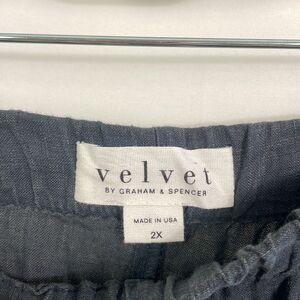 velvet
BY GRAHAM & SPENCER
MADE IN USA
2X